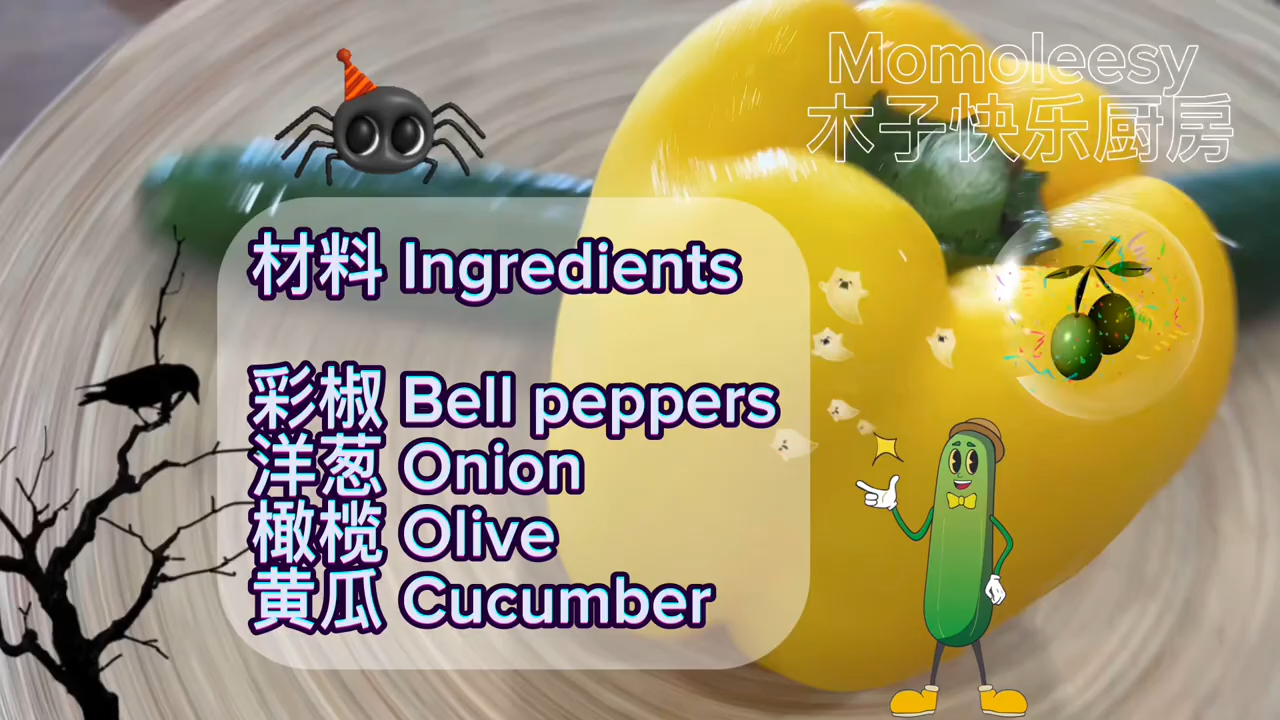 Momoleesy
木子快乐厨房
材料 Ingredients
彩椒 Bell peppers
洋葱 Onion
橄榄 Olive
黄瓜 Cucumber